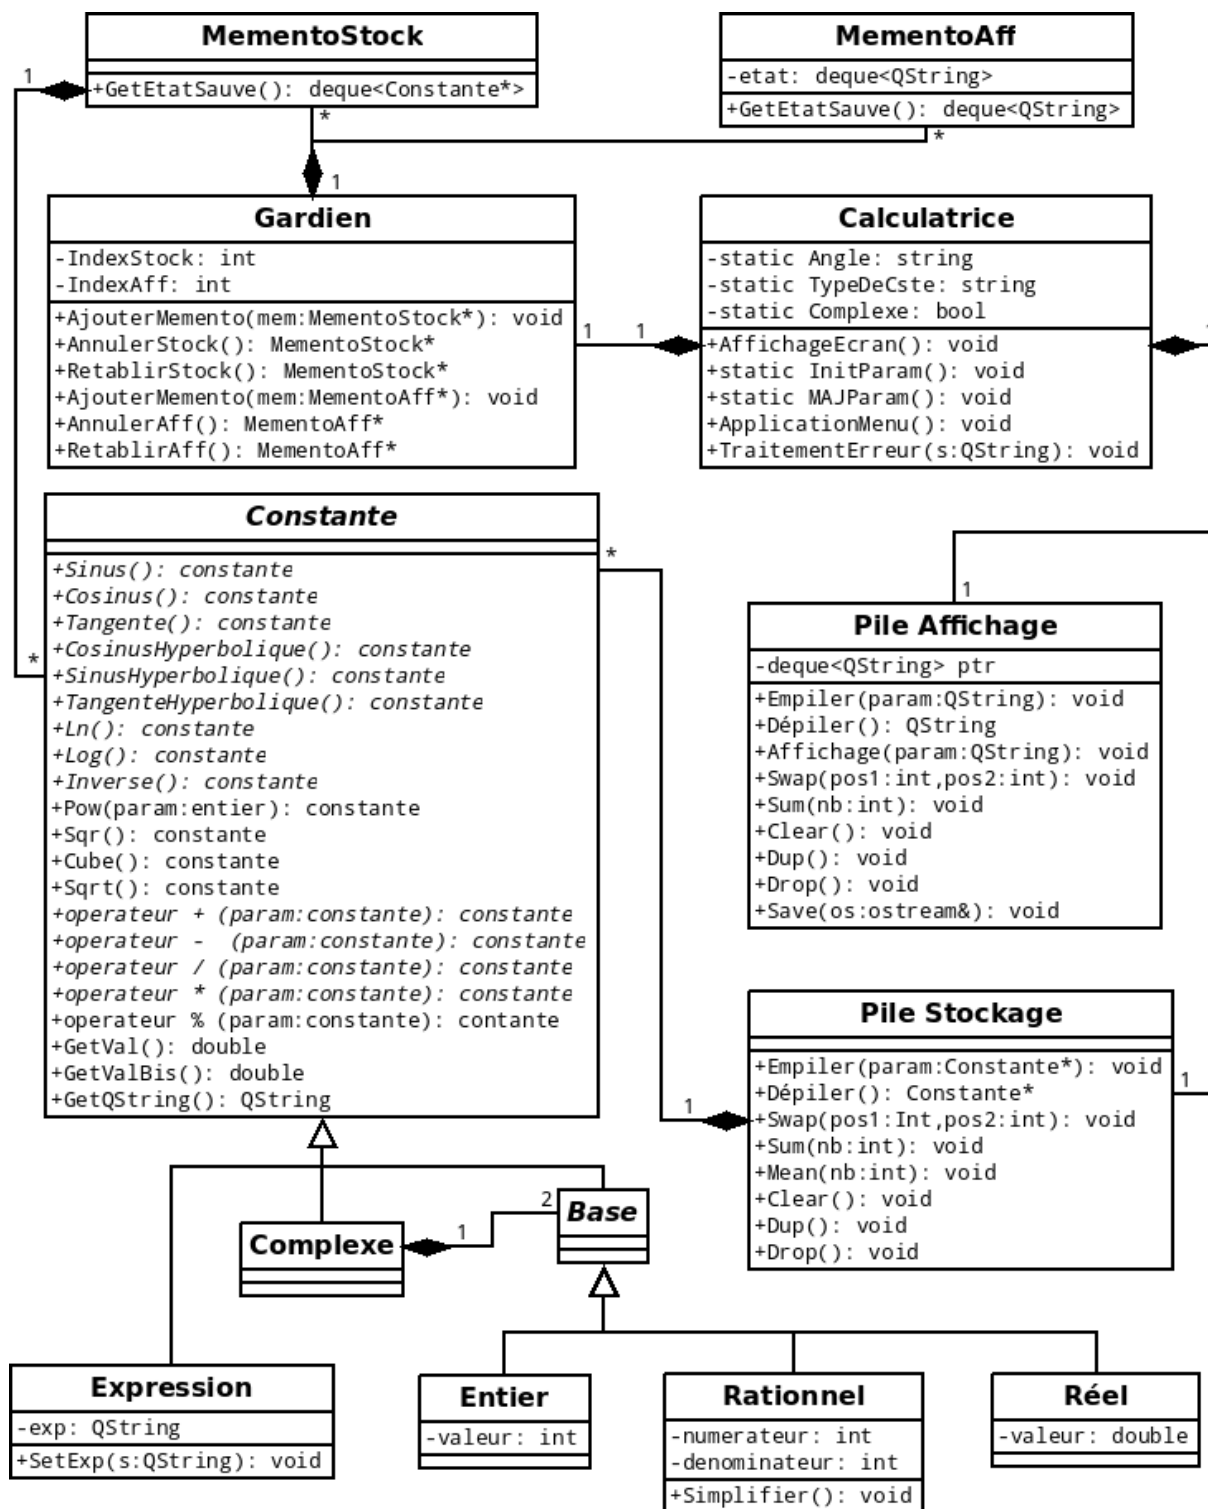 MementoStock
+GetEtatSauve(): deque<Constante*>
MementoAff
-etat: deque<QString>
+GetEtatSauve(): deque<QString>
1
*
*
1
Gardien
-IndexStock: int
-IndexAff: int
+AjouterMemento(mem:MementoStock*): void
+AnnulerStock(): MementoStock*
+RetablirStock(): MementoStock*
+AjouterMemento(mem:MementoAff*): void
+AnnulerAff(): MementoAff*
+RetablirAff(): MementoAff*
1
1
Calculatrice
-static Angle: string
-static TypeDeCste: string
-static Complexe: bool
+AffichageEcran(): void
+static InitParam(): void
+static MAJParam(): void
+ApplicationMenu(): void
+TraitementErreur(s:QString): void
Constante
+Sinus(): constante
+Cosinus(): constante
+Tangente(): constante
+CosinusHyperbolique(): constante
+SinusHyperbolique(): constante
+TangenteHyperbolique(): constante
+Ln(): constante
+Log(): constante
+Inverse(): constante
+Pow(param:entier): constante
+Sqr(): constante
+Cube(): constante
+Sqrt(): constante
+operateur + (param:constante): constante
+operateur -  (param:constante): constante
+operateur / (param:constante): constante
+operateur * (param:constante): constante
+operateur % (param:constante): contante
+GetVal(): double
+GetValBis(): double
+GetQString(): QString
*
*
1
Pile Affichage
-deque<QString> ptr
+Empiler(param:QString): void
+Dépiler(): QString
+Affichage(param:QString): void
+Swap(pos1:int,pos2:int): void
+Sum(nb:int): void
+Clear(): void
+Dup(): void
+Drop(): void
+Save(os:ostream&): void
Pile Stockage
+Empiler(param:Constante*): void
+Dépiler(): Constante*
+Swap(pos1:Int,pos2:int): void
+Sum(nb:int): void
+Mean(nb:int): void
+Clear(): void
+Dup(): void
+Drop(): void
1
1
Complexe
1
2
Base
Expression
-exp: QString
+SetExp(s:QString): void
Entier
-valeur: int
Rationnel
-numerateur: int
-denominateur: int
+Simplifier(): void
Réel
-valeur: double